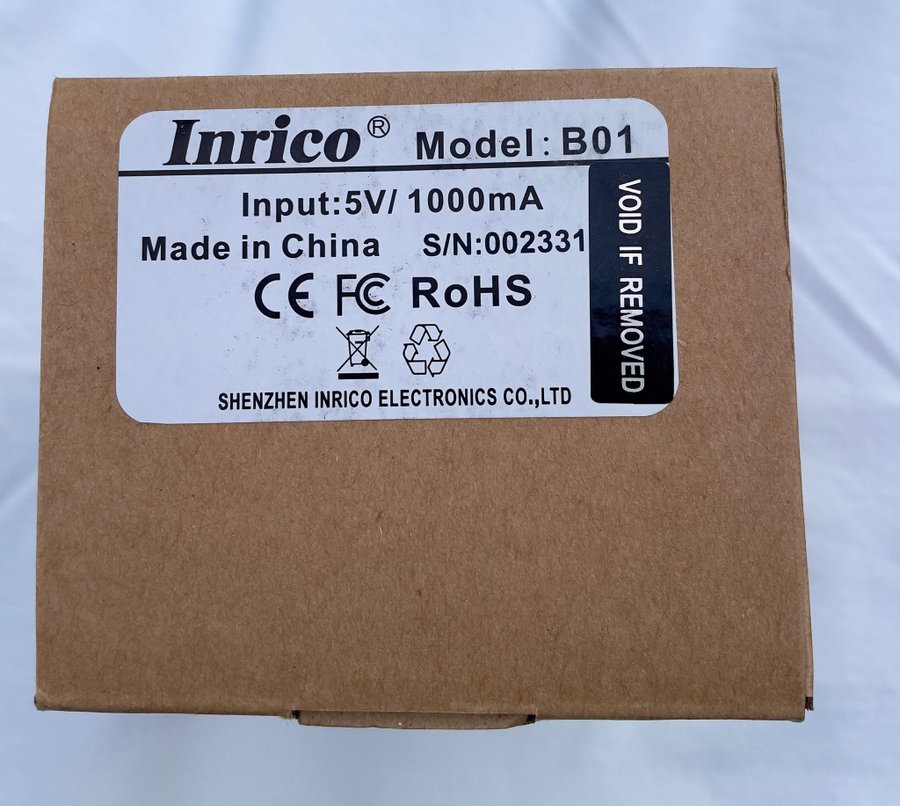 Inrico® Model: B01
Input:5V/ 1000mA
Made in China S/N:002331
CE FC RoHS
SHENZHEN INRICO ELECTRONICS CO.,LTD
VOID IF REMOVED